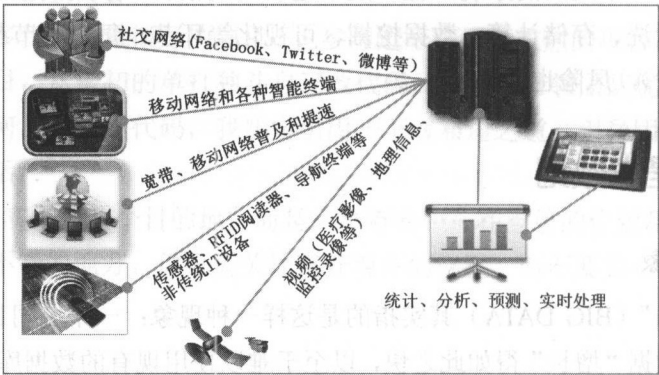 社交网络(Facebook、Twitter、微博等)
移动网络和各种智能终端
宽带、移动网络普及和提速
传感器、RFID阅读器、导航终端等
非传统IT设备
视频(医疗影像、地理信息、
监控录像等)
统计、分析、预测、实时处理